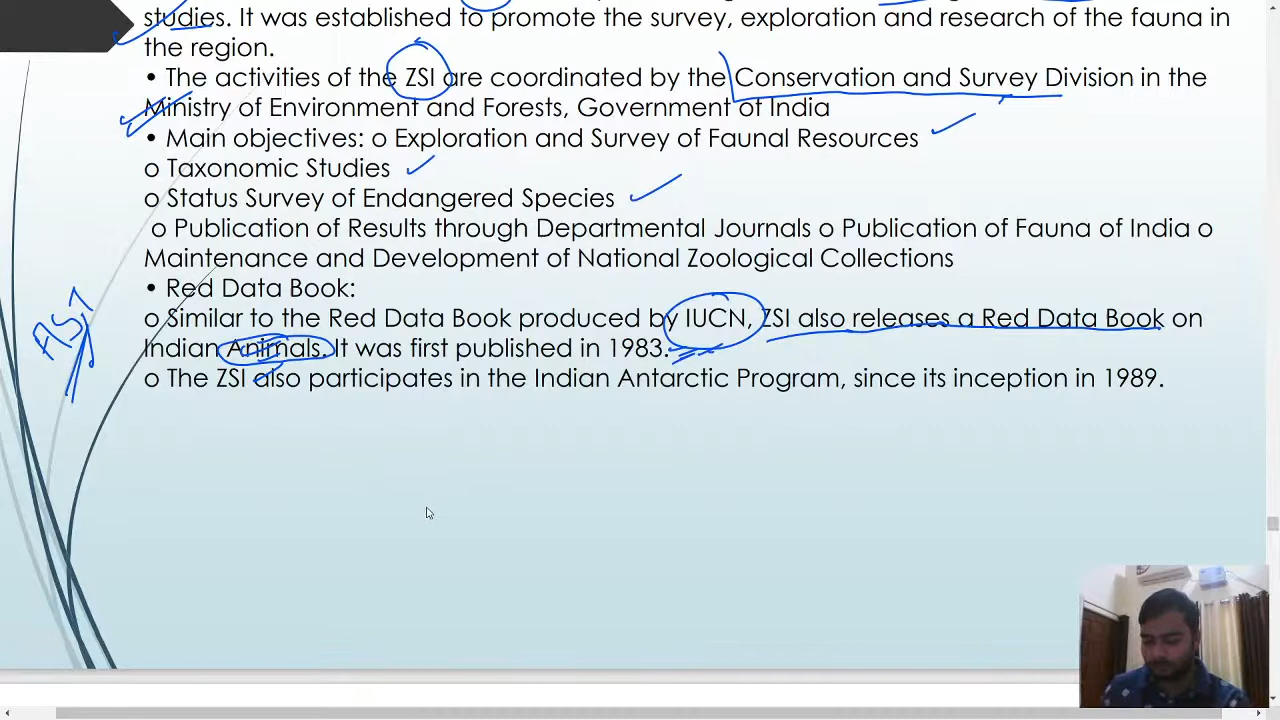 studies. It was established to promote the survey, exploration and research of the fauna in
the region.
• The activities of the ZSI are coordinated by the Conservation and Survey Division in the
Ministry of Environment and Forests, Government of India
• Main objectives: o Exploration and Survey of Faunal Resources
o Taxonomic Studies
o Status Survey of Endangered Species
o Publication of Results through Departmental Journals o Publication of Fauna of India o
Maintenance and Development of National Zoological Collections
• Red Data Book:
o Similar to the Red Data Book produced by IUCN, ZSI also releases a Red Data Book on
Indian Animals. It was first published in 1983.
o The ZSI also participates in the Indian Antarctic Program, since its inception in 1989.